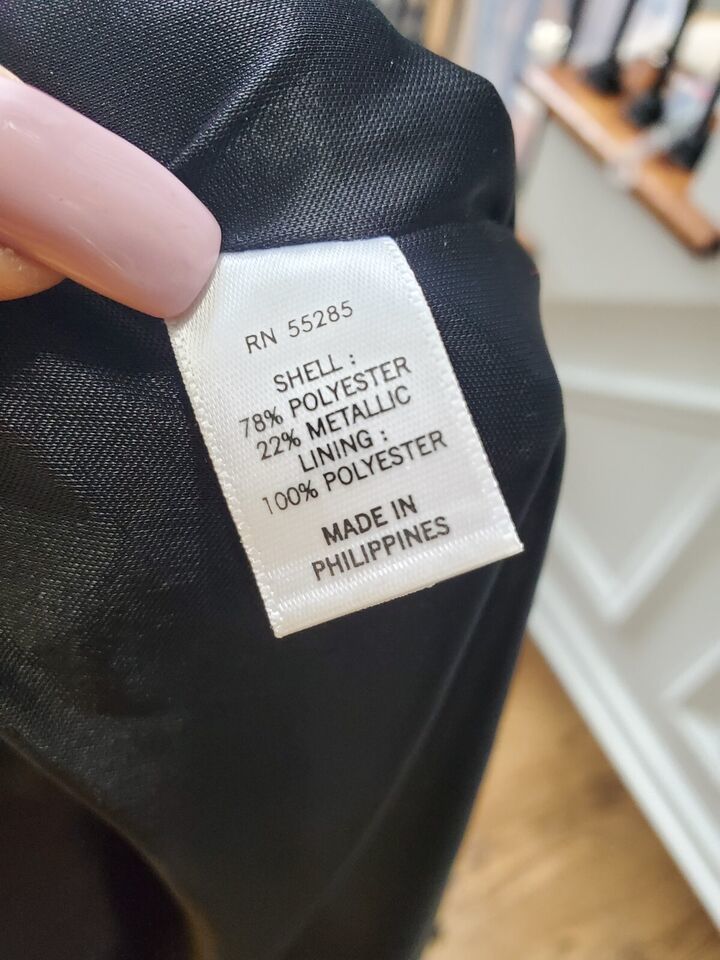 RN 55285
SHELL :
78% POLYESTER
22% METALLIC
LINING :
100% POLYESTER
MADE IN
PHILIPPINES